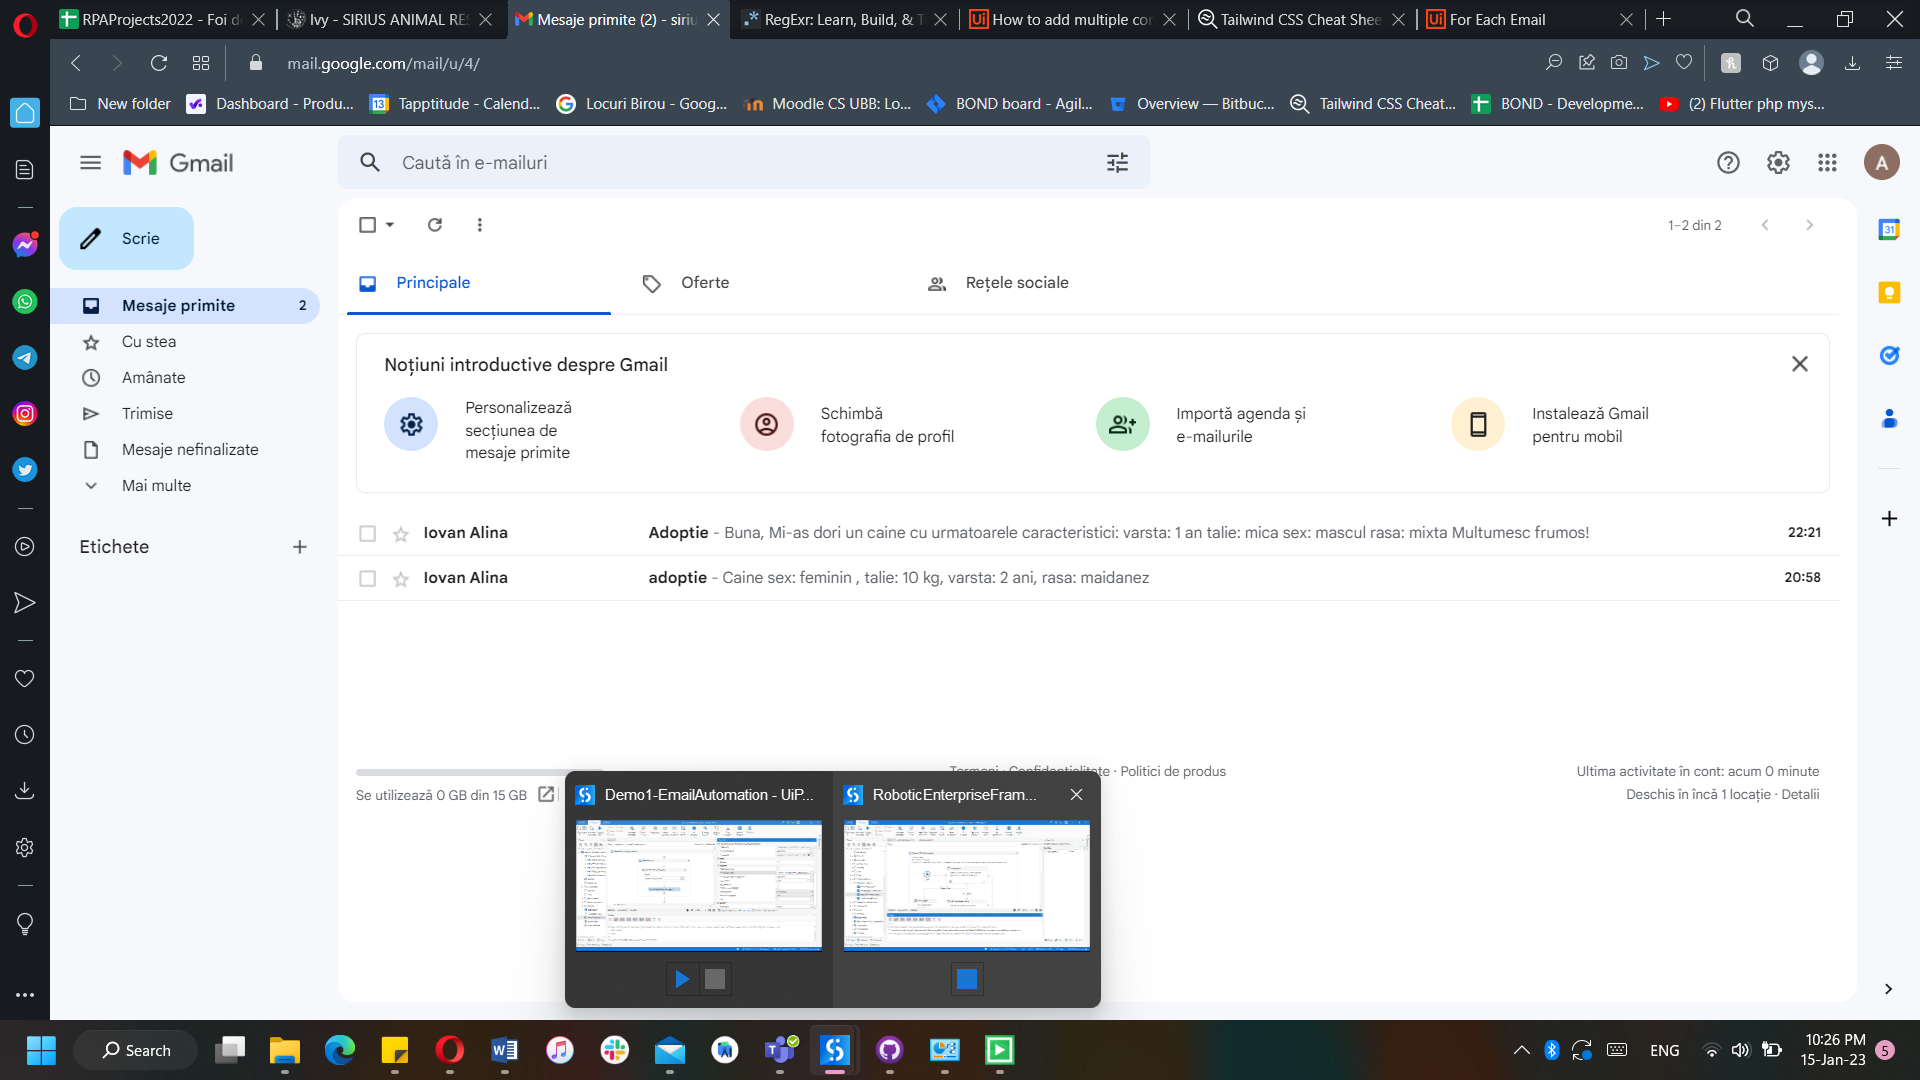 RPAProjects2022 - Foi d
Ivy - SIRIUS ANIMAL RES
Mesaje primite (2) - siriu
RegExr: Learn, Build, & T
How to add multiple con
Tailwind CSS Cheat Shee
For Each Email
mail.google.com/mail/u/4/
New folder
Dashboard - Produ...
Tapptitude - Calend...
Locuri Birou - Goog...
Moodle CS UBB: Lo...
BOND board - Agil...
Overview — Bitbuc...
Tailwind CSS Cheat...
BOND - Developme...
(2) Flutter php mys...
Gmail
Caută în e-mailuri
A
Scrie
1–2 din 2
31
Principale
Oferte
Rețele sociale
Mesaje primite 2
Cu stea
Amânate
Trimise
Mesaje nefinalizate
Mai multe
Etichete
Noțiuni introductive despre Gmail
Personalizează
secțiunea de
mesaje primite
Schimbă
fotografia de profil
Importă agenda și
e-mailurile
Instalează Gmail
pentru mobil
Iovan Alina Adoptie - Buna, Mi-as dori un caine cu urmatoarele caracteristici: varsta: 1 an talie: mica sex: mascul rasa: mixta Multumesc frumos! 22:21
Iovan Alina adoptie - Caine sex: feminin , talie: 10 kg, varsta: 2 ani, rasa: maidanez 20:58
Termeni · Confidențialitate · Politici de produs
Ultima activitate în cont: acum 0 minute
Se utilizează 0 GB din 15 GB
Deschis în încă 1 locație · Detalii
Demo1-EmailAutomation - UiP...
RoboticEnterpriseFram...
Search
ENG
10:26 PM
15-Jan-23
5